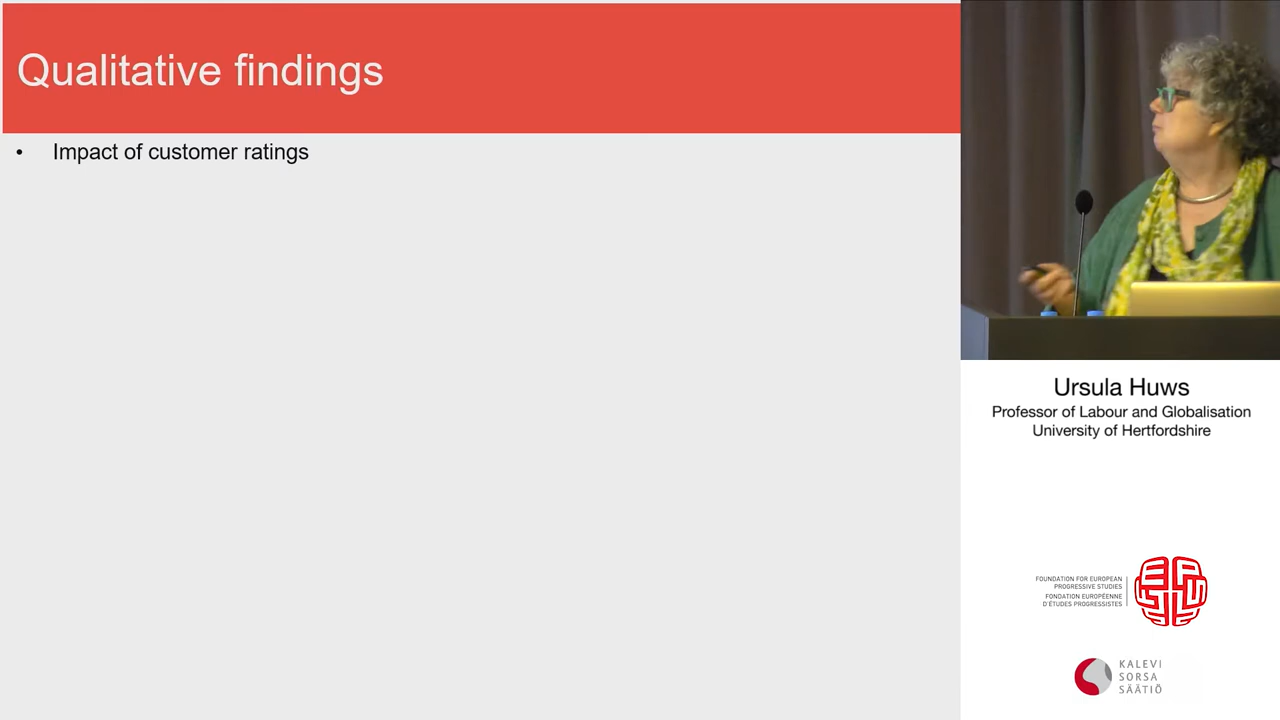 Qualitative findings
• Impact of customer ratings
Ursula Huws
Professor of Labour and Globalisation
University of Hertfordshire
FOUNDATION FOR EUROPEAN
PROGRESSIVE STUDIES
FONDATION EUROPÉENNE
D'ÉTUDES PROGRESSISTES
KALEVI
SORSA
SÄÄTIÖ